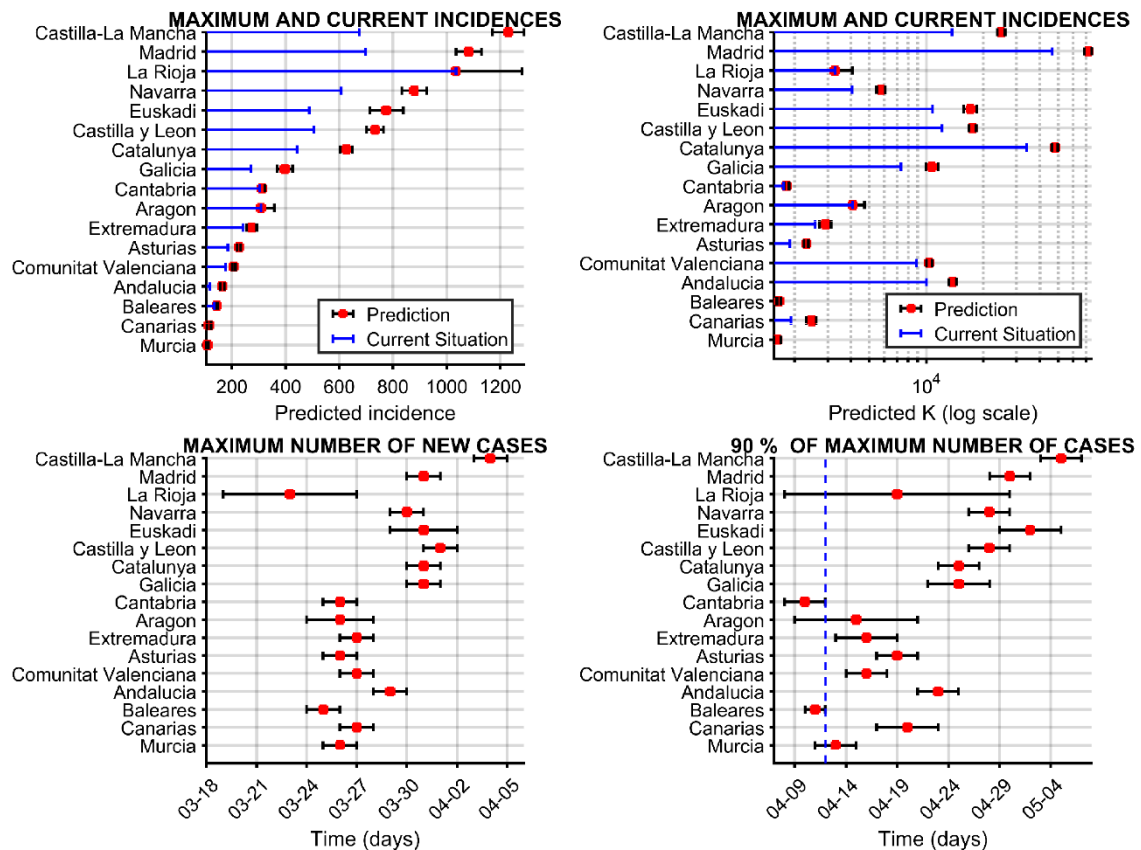 MAXIMUM AND CURRENT INCIDENCES
Castilla-La Mancha
Madrid
La Rioja
Navarra
Euskadi
Castilla y Leon
Catalunya
Galicia
Cantabria
Aragon
Extremadura
Asturias
Comunitat Valenciana
Andalucia
Baleares
Canarias
Murcia
Prediction
Current Situation
200 400 600 800 1000 1200
Predicted incidence
MAXIMUM AND CURRENT INCIDENCES
Castilla-La Mancha
Madrid
La Rioja
Navarra
Euskadi
Castilla y Leon
Catalunya
Galicia
Cantabria
Aragon
Extremadura
Asturias
Comunitat Valenciana
Andalucia
Baleares
Canarias
Murcia
Prediction
Current Situation
10⁴
Predicted K (log scale)
MAXIMUM NUMBER OF NEW CASES
Castilla-La Mancha
Madrid
La Rioja
Navarra
Euskadi
Castilla y Leon
Catalunya
Galicia
Cantabria
Aragon
Extremadura
Asturias
Comunitat Valenciana
Andalucia
Baleares
Canarias
Murcia
03-18 03-21 03-24 03-27 03-30 04-02 04-05
Time (days)
90 % OF MAXIMUM NUMBER OF CASES
Castilla-La Mancha
Madrid
La Rioja
Navarra
Euskadi
Castilla y Leon
Catalunya
Galicia
Cantabria
Aragon
Extremadura
Asturias
Comunitat Valenciana
Andalucia
Baleares
Canarias
Murcia
04-09 04-14 04-19 04-24 04-29 05-04
Time (days)